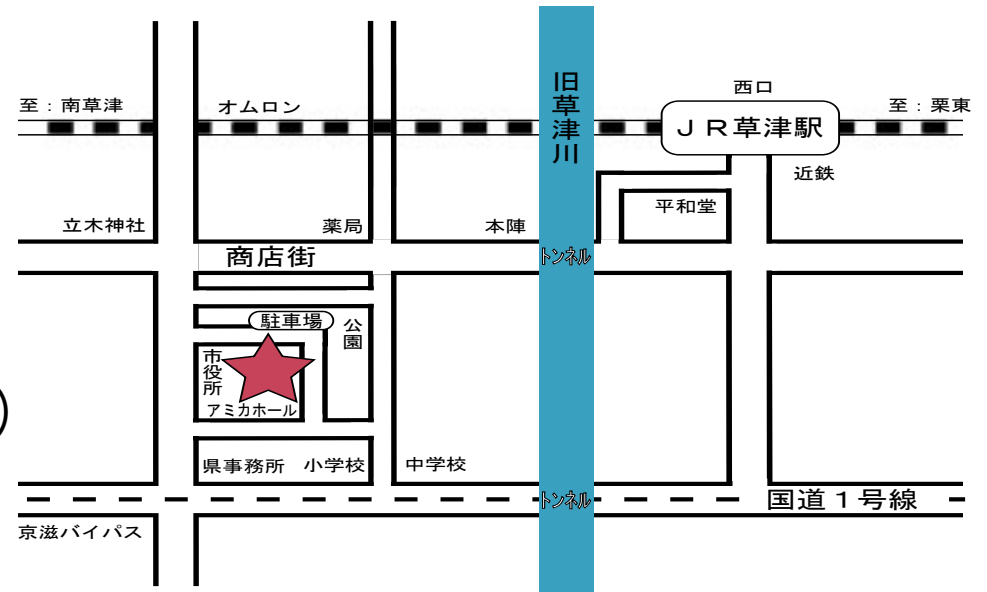 西口
至：南草津
オムロン
旧草津川
ＪＲ草津駅
至：栗東
近鉄
平和堂
立木神社
薬局
本陣
商店街
トンネル
駐車場
公園
市役所
アミカホール
県事務所
小学校
中学校
トンネル
国道１号線
京滋バイパス